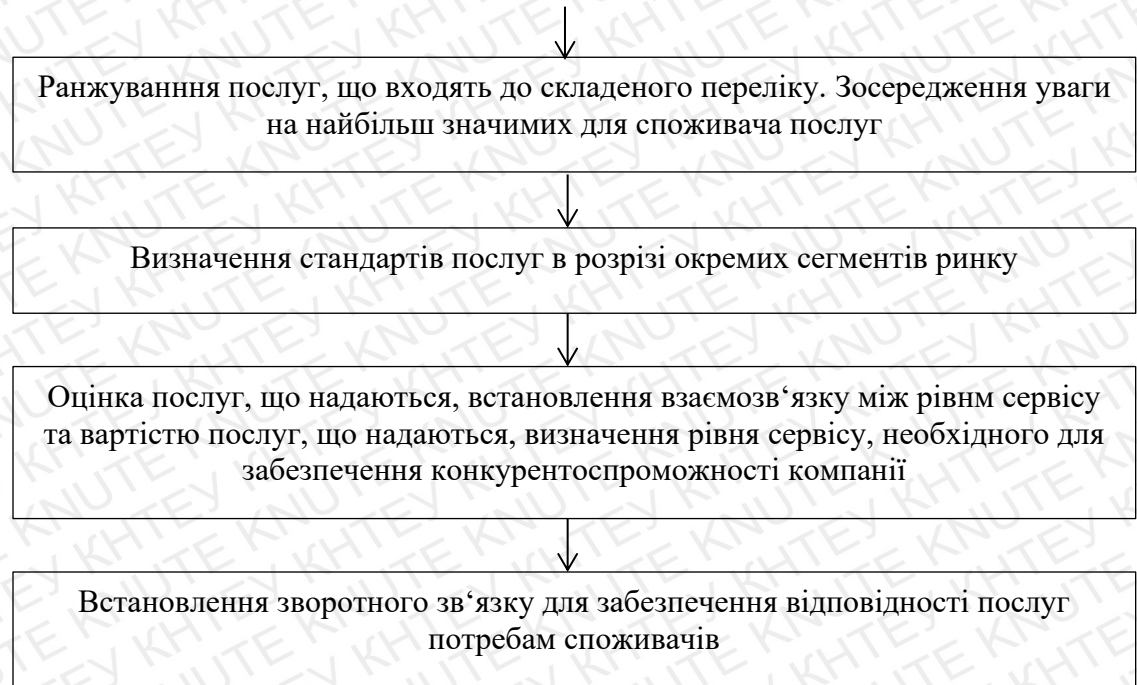 Ранжуванння послуг, що входять до складеного переліку. Зосередження уваги
на найбільш значимих для споживача послуг
Визначення стандартів послуг в розрізі окремих сегментів ринку
Оцінка послуг, що надаються, встановлення взаємозв‘язку між рівнм сервісу
та вартістю послуг, що надаються, визначення рівня сервісу, необхідного для
забезпечення конкурентоспроможності компанії
Встановлення зворотного зв‘язку для забезпечення відповідності послуг
потребам споживачів